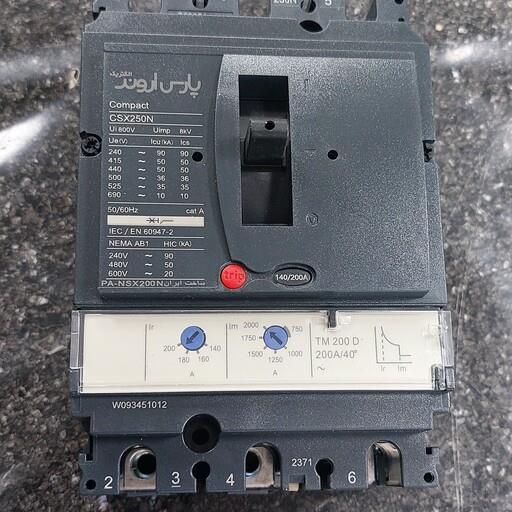 250N 5
پارس اروند
الکتریک
Compact
CSX250N
Ui 800V Uimp 8kV
Ue(V) Icu(kA) Ics
240 ~ 90 90
415 ~ 50 50
440 ~ 50 50
500 ~ 36 36
525 ~ 35 35
690 ~ 10 10
50/60Hz cat A
IEC / EN 60947-2
NEMA AB1 HIC (kA)
240V ~ 90
480V ~ 50
600V ~ 20
PA-NSX200N ساخت ایران
trip
140/200A
Ir
200 180 160 140
A
Im
2000 1750 1500 1250 1000 750
A
TM 200 D
200A/40°
~
Ir Im
W093451012
2 3 4 2371 6